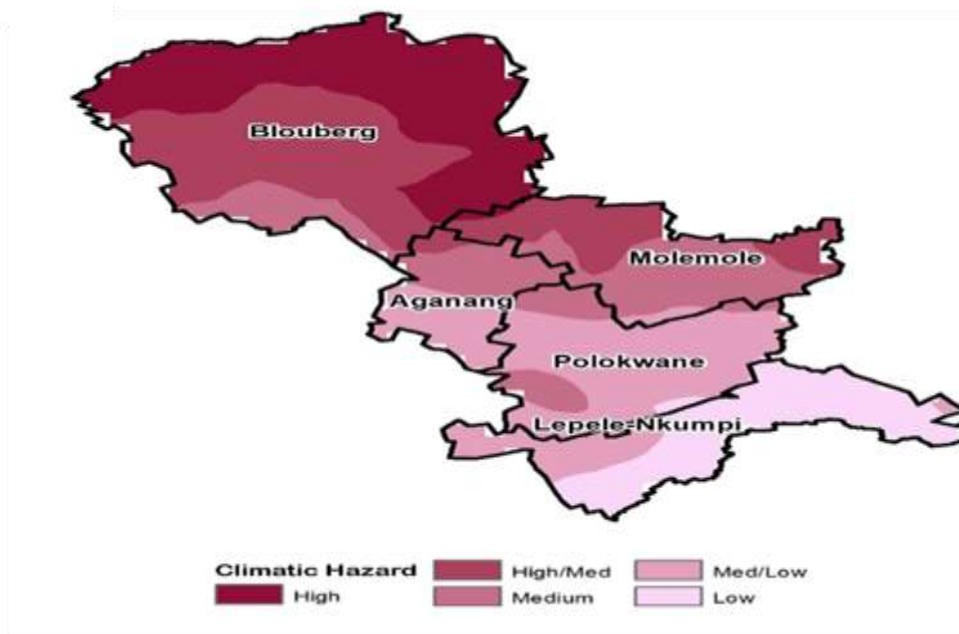 Blouberg
Molemole
Aganang
Polokwane
Lepele-Nkumpi
Climatic Hazard
High
High/Med
Medium
Med/Low
Low